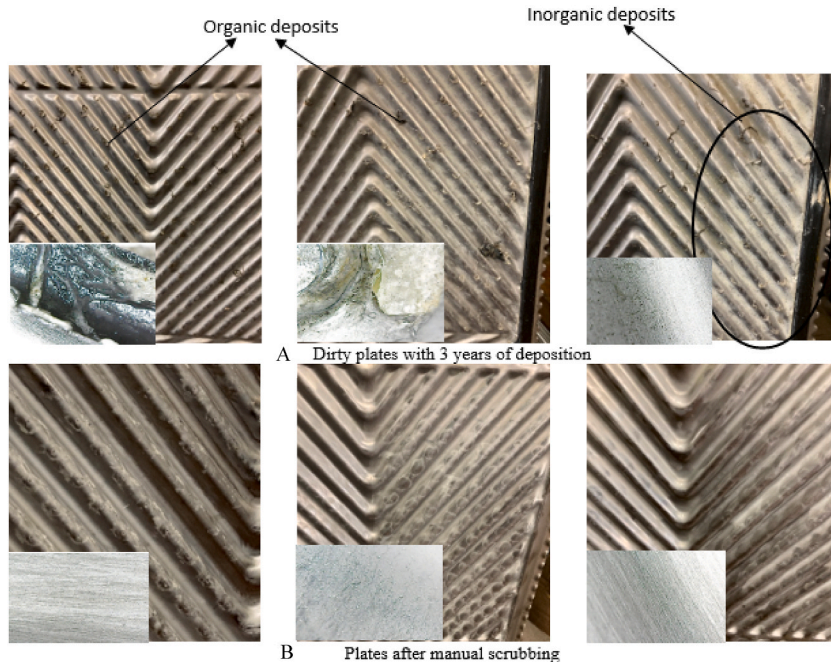 Organic deposits
Inorganic deposits
A Dirty plates with 3 years of deposition
B Plates after manual scrubbing